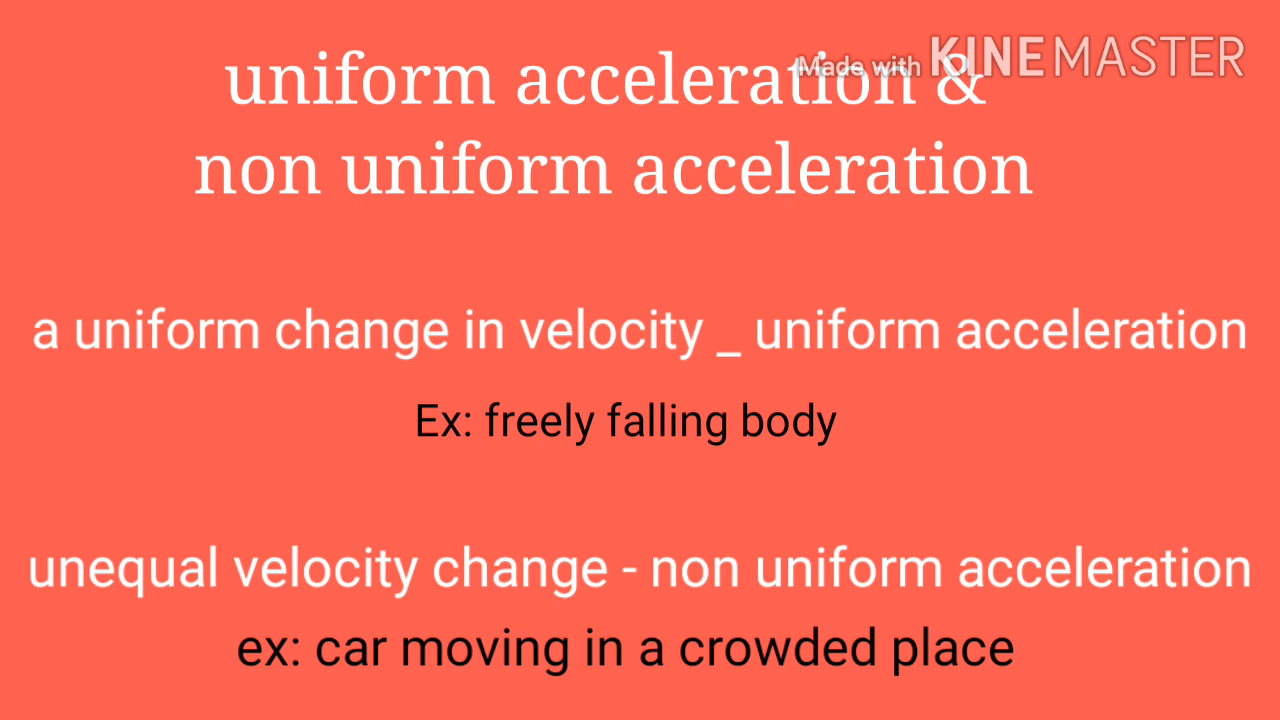 uniform acceleration &
Made with KINEMASTER
non uniform acceleration
a uniform change in velocity _ uniform acceleration
Ex: freely falling body
unequal velocity change - non uniform acceleration
ex: car moving in a crowded place